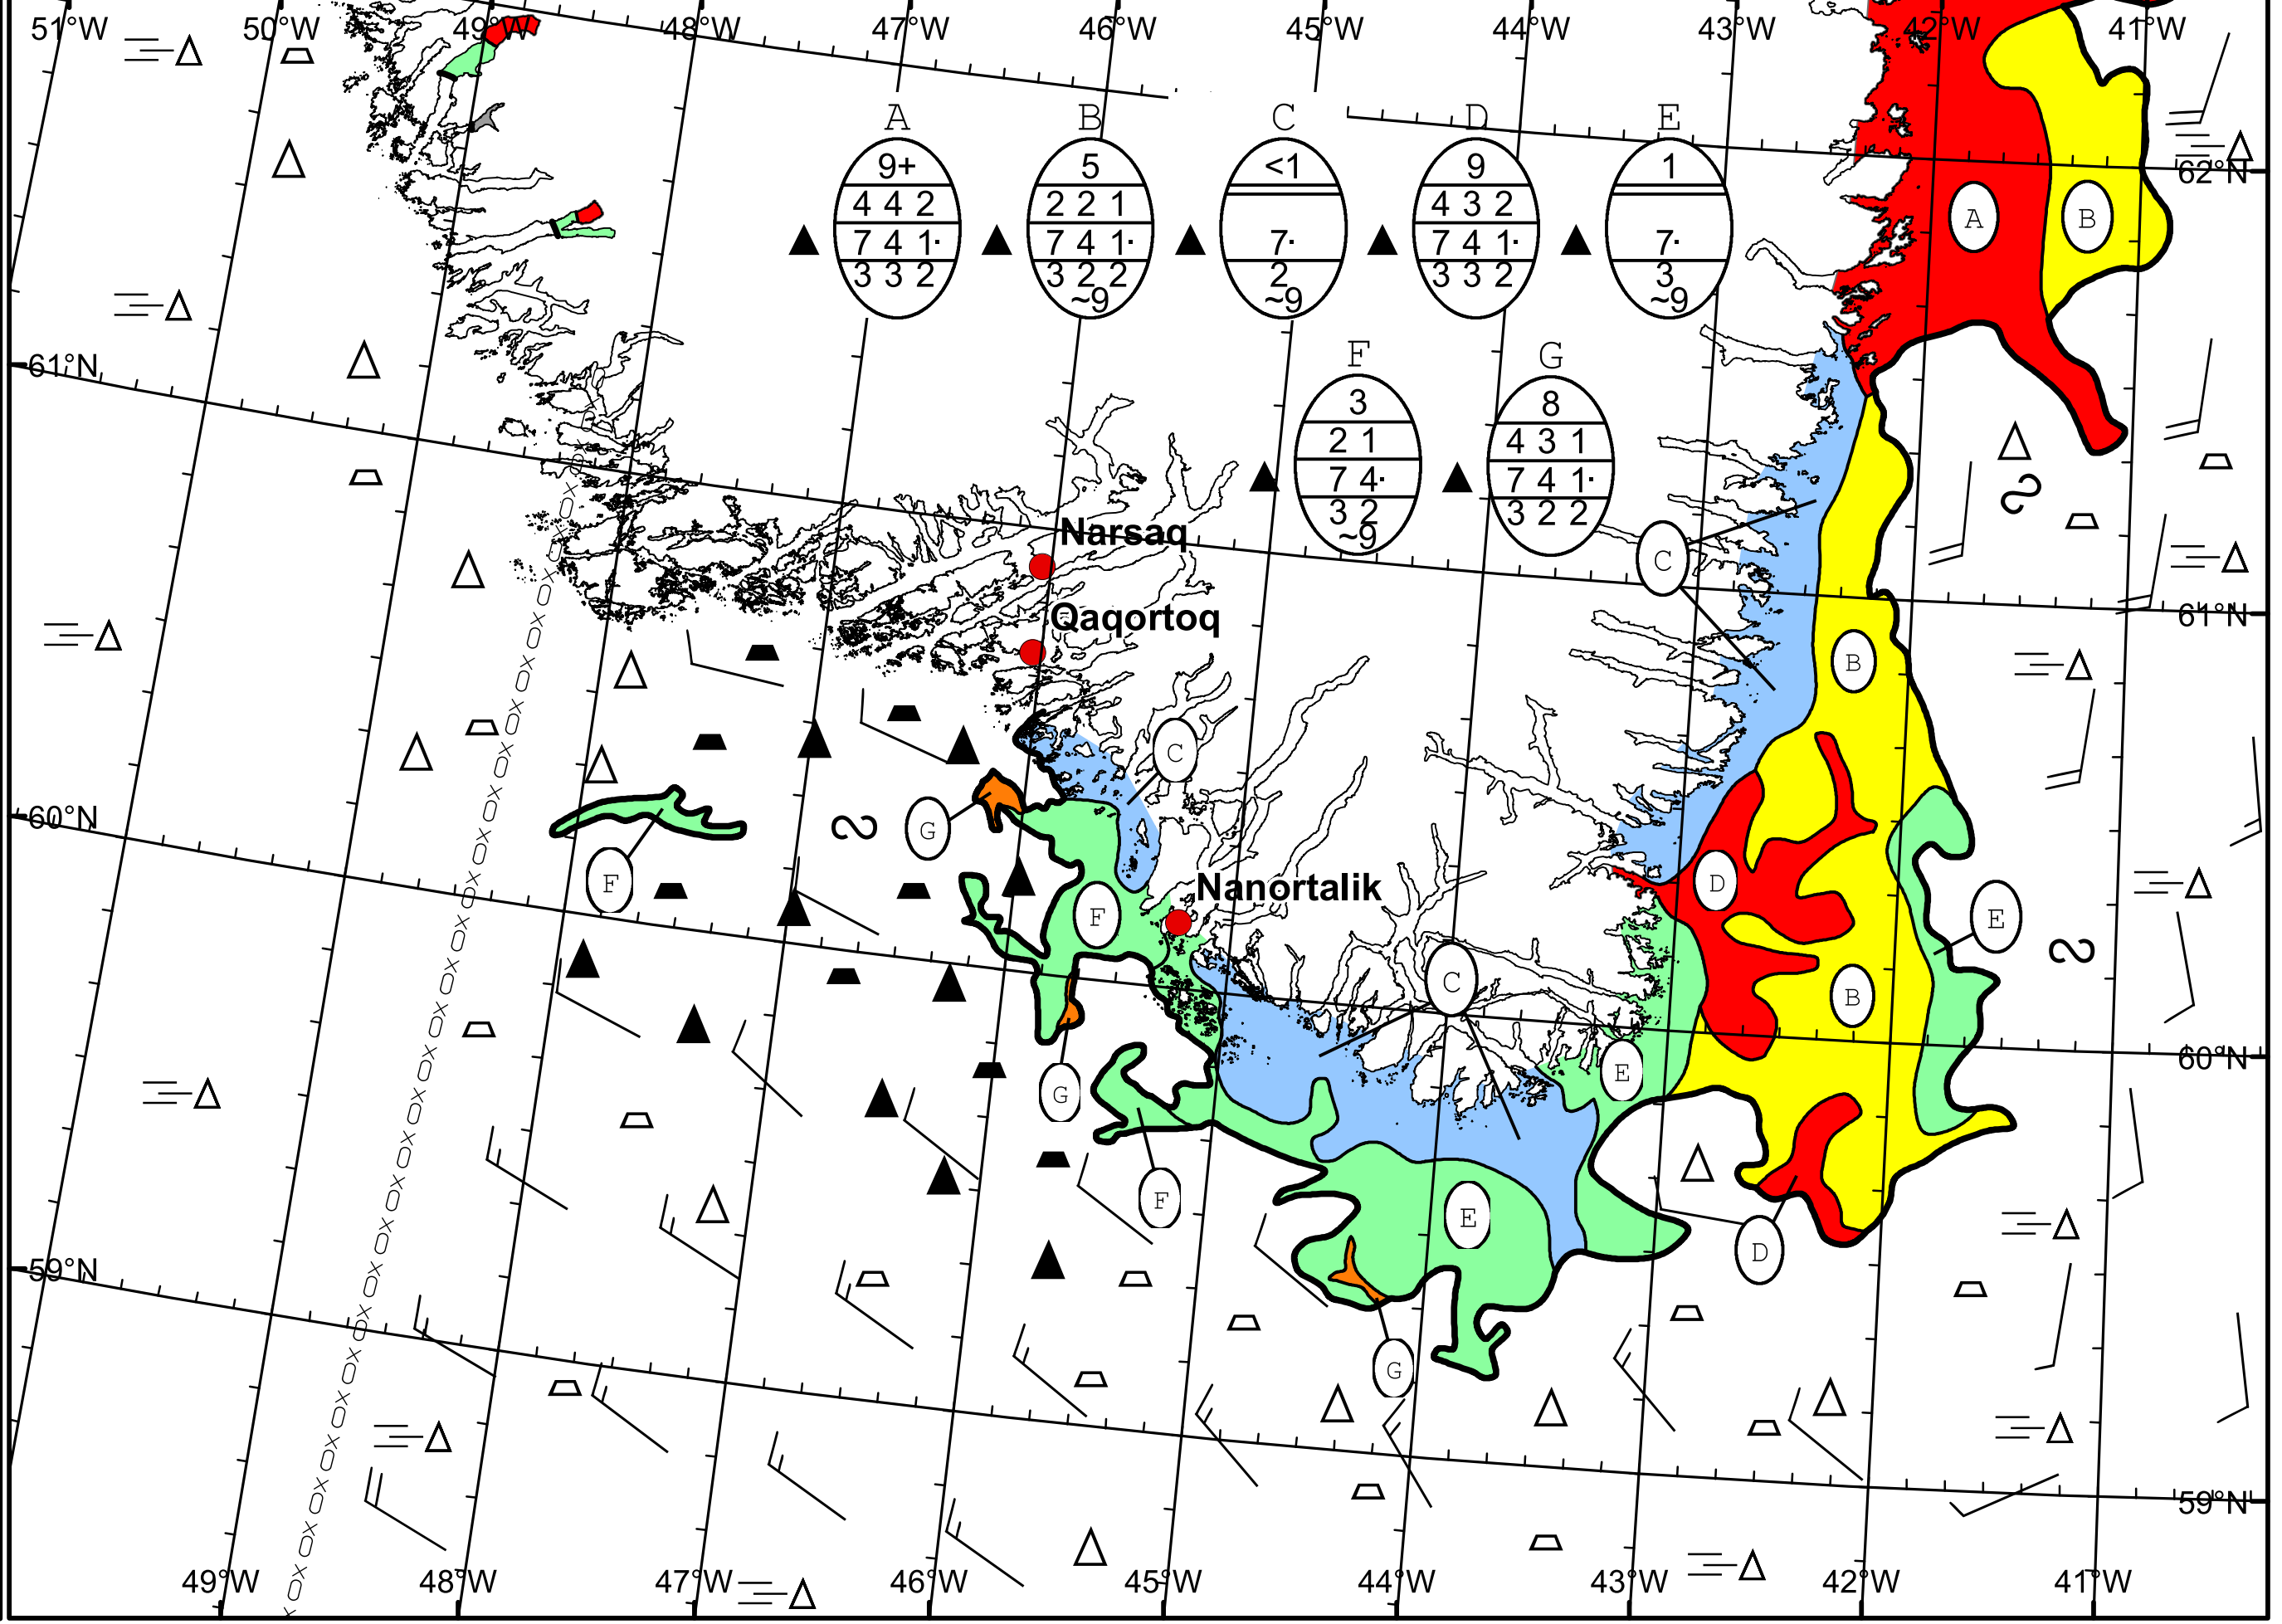 51°W 50°W 49°W 48°W 47°W 46°W 45°W 44°W 43°W 42°W 41°W
A B C D E
9+ 5 <1 9 1
4 4 2 2 2 1 4 3 2
7 4 1· 7 4 1· 7· 7 4 1· 7·
3 3 2 3 2 2 2 3 3 2 3
~9 ~9 ~9
62°N
A B
F G
3 8
2 1 4 3 1
7 4· 7 4 1·
3 2 3 2 2
~9
61°N
Narsaq
C
Qaqortoq
61°N
B
C
60°N
G
F
D
Nanortalik
F
E
C
B
60°N
E
G
F
E
D
59°N
G
59°N
49°W 48°W 47°W 46°W 45°W 44°W 43°W 42°W 41°W